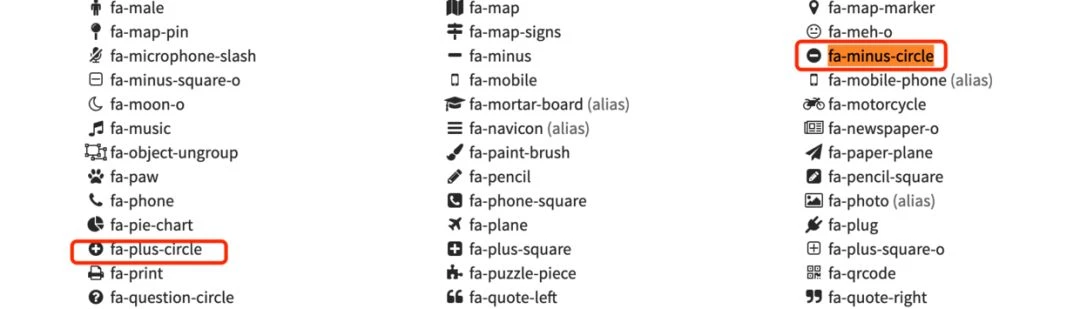 fa-male fa-map fa-map-marker
fa-map-pin fa-map-signs fa-meh-o
fa-microphone-slash fa-minus fa-minus-circle
fa-minus-square-o fa-mobile fa-mobile-phone (alias)
fa-moon-o fa-mortar-board (alias) fa-motorcycle
fa-music fa-navicon (alias) fa-newspaper-o
fa-object-ungroup fa-paint-brush fa-paper-plane
fa-paw fa-pencil fa-pencil-square
fa-phone fa-phone-square fa-photo (alias)
fa-pie-chart fa-plane fa-plug
fa-plus-circle fa-plus-square fa-plus-square-o
fa-print fa-puzzle-piece fa-qrcode
fa-question-circle fa-quote-left fa-quote-right